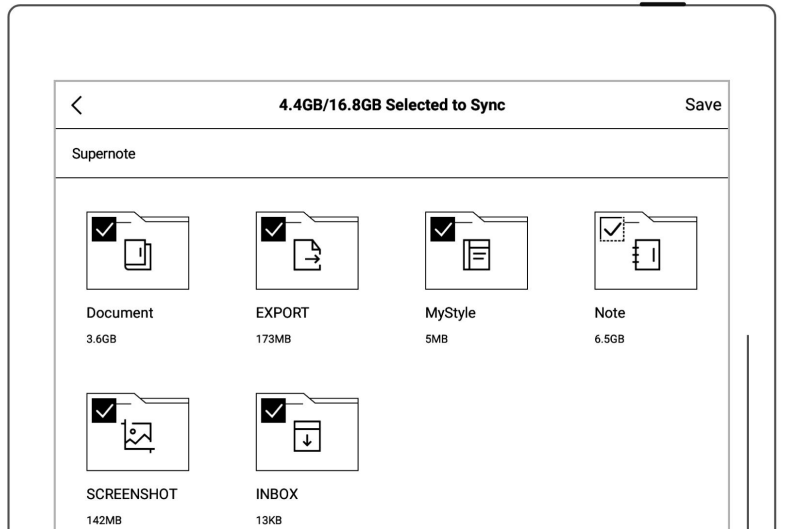 4.4GB/16.8GB Selected to Sync Save
Supernote
Document EXPORT MyStyle Note
3.6GB 173MB 5MB 6.5GB
SCREENSHOT INBOX
142MB 13KB